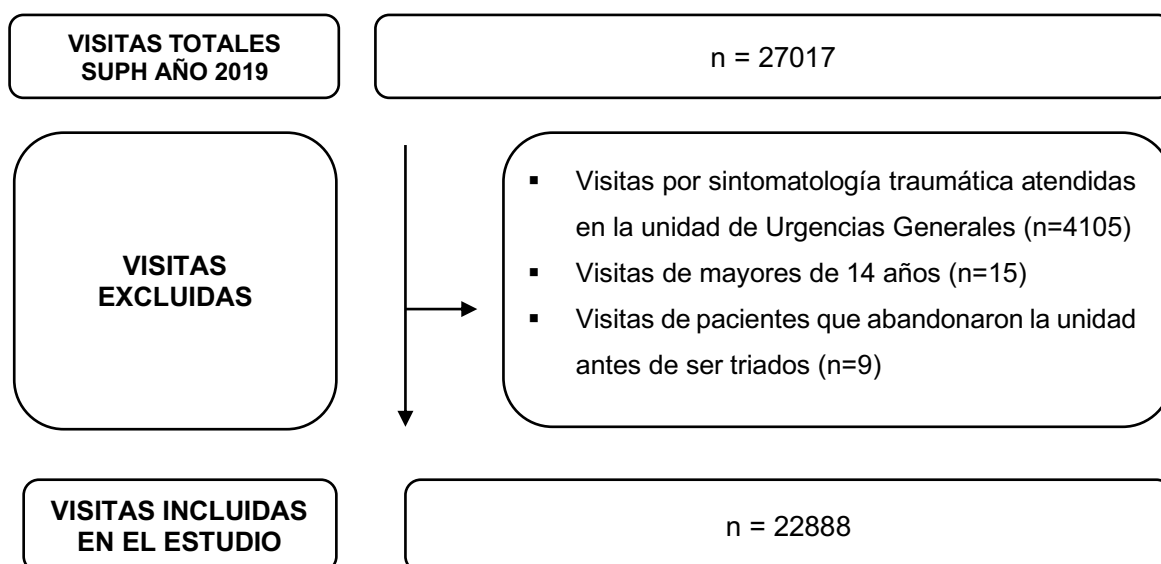 VISITAS TOTALES
SUPH AÑO 2019
n = 27017
VISITAS
EXCLUIDAS
▪ Visitas por sintomatología traumática atendidas
en la unidad de Urgencias Generales (n=4105)
▪ Visitas de mayores de 14 años (n=15)
▪ Visitas de pacientes que abandonaron la unidad
antes de ser triados (n=9)
VISITAS INCLUIDAS
EN EL ESTUDIO
n = 22888